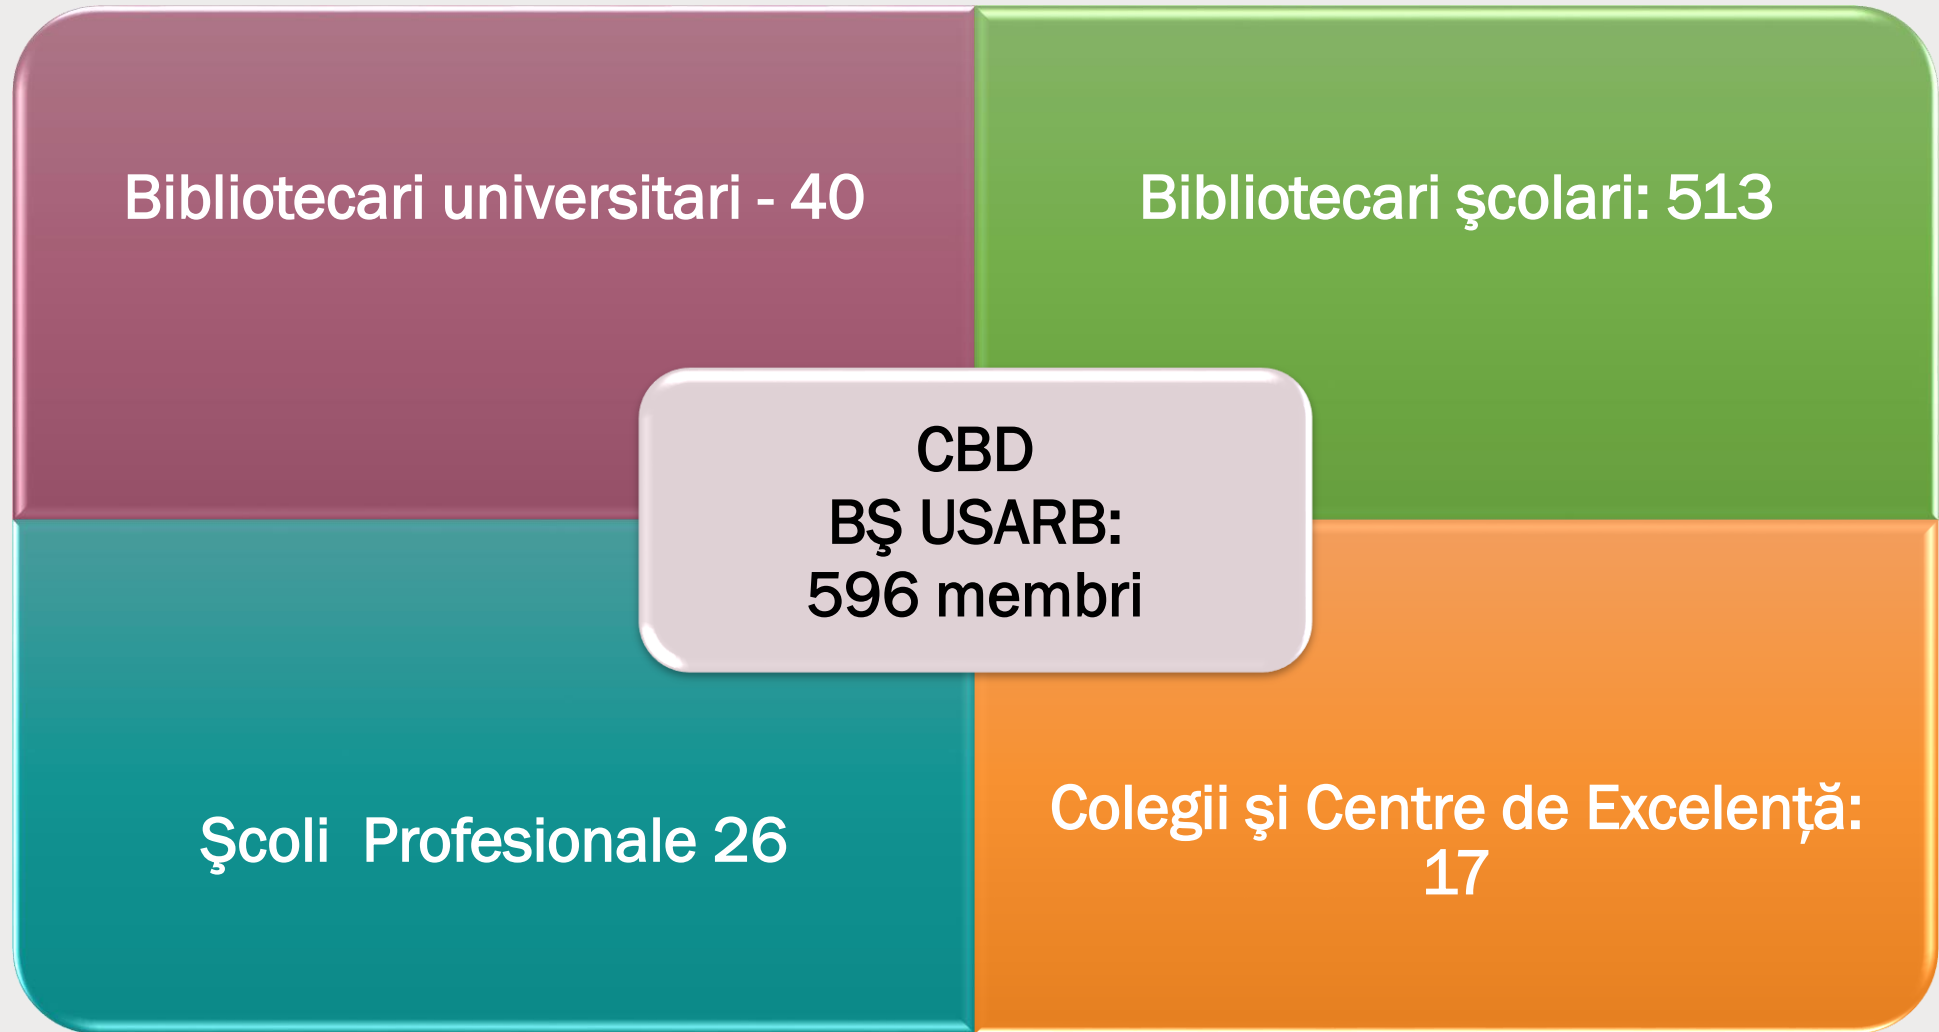 Bibliotecari universitari - 40
Bibliotecari şcolari: 513
CBD
BŞ USARB:
596 membri
Şcoli  Profesionale 26
Colegii şi Centre de Excelență:
17